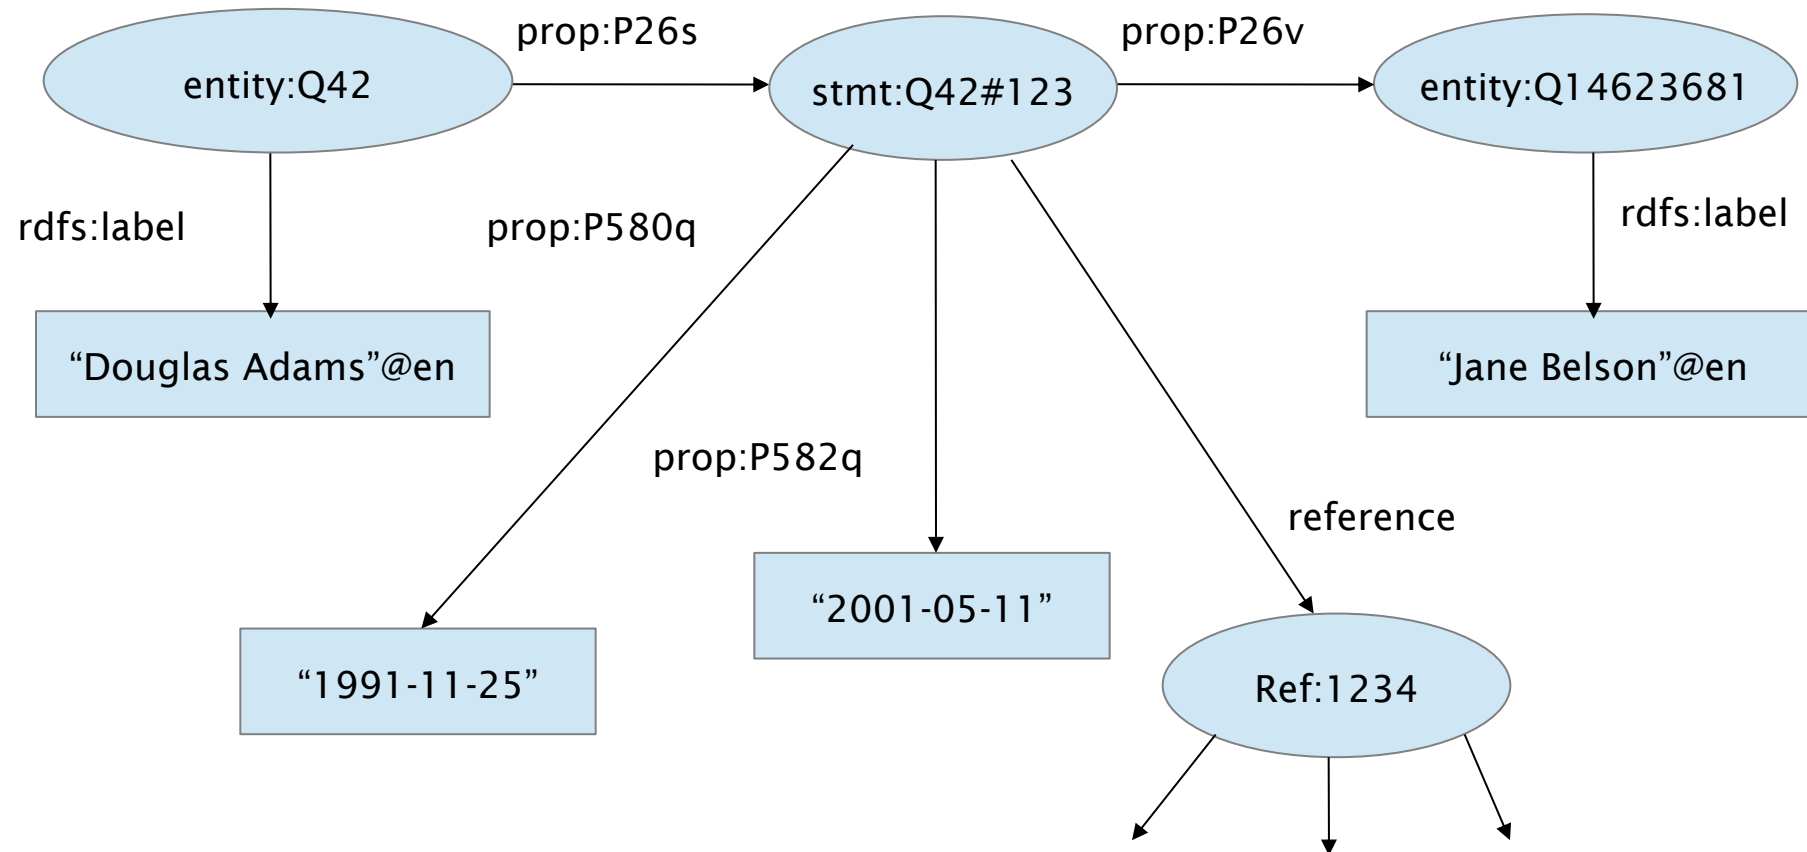 prop:P26s
prop:P26v
entity:Q42
stmt:Q42#123
entity:Q14623681
rdfs:label
prop:P580q
rdfs:label
“Douglas Adams”@en
“Jane Belson”@en
prop:P582q
reference
“2001-05-11”
“1991-11-25”
Ref:1234